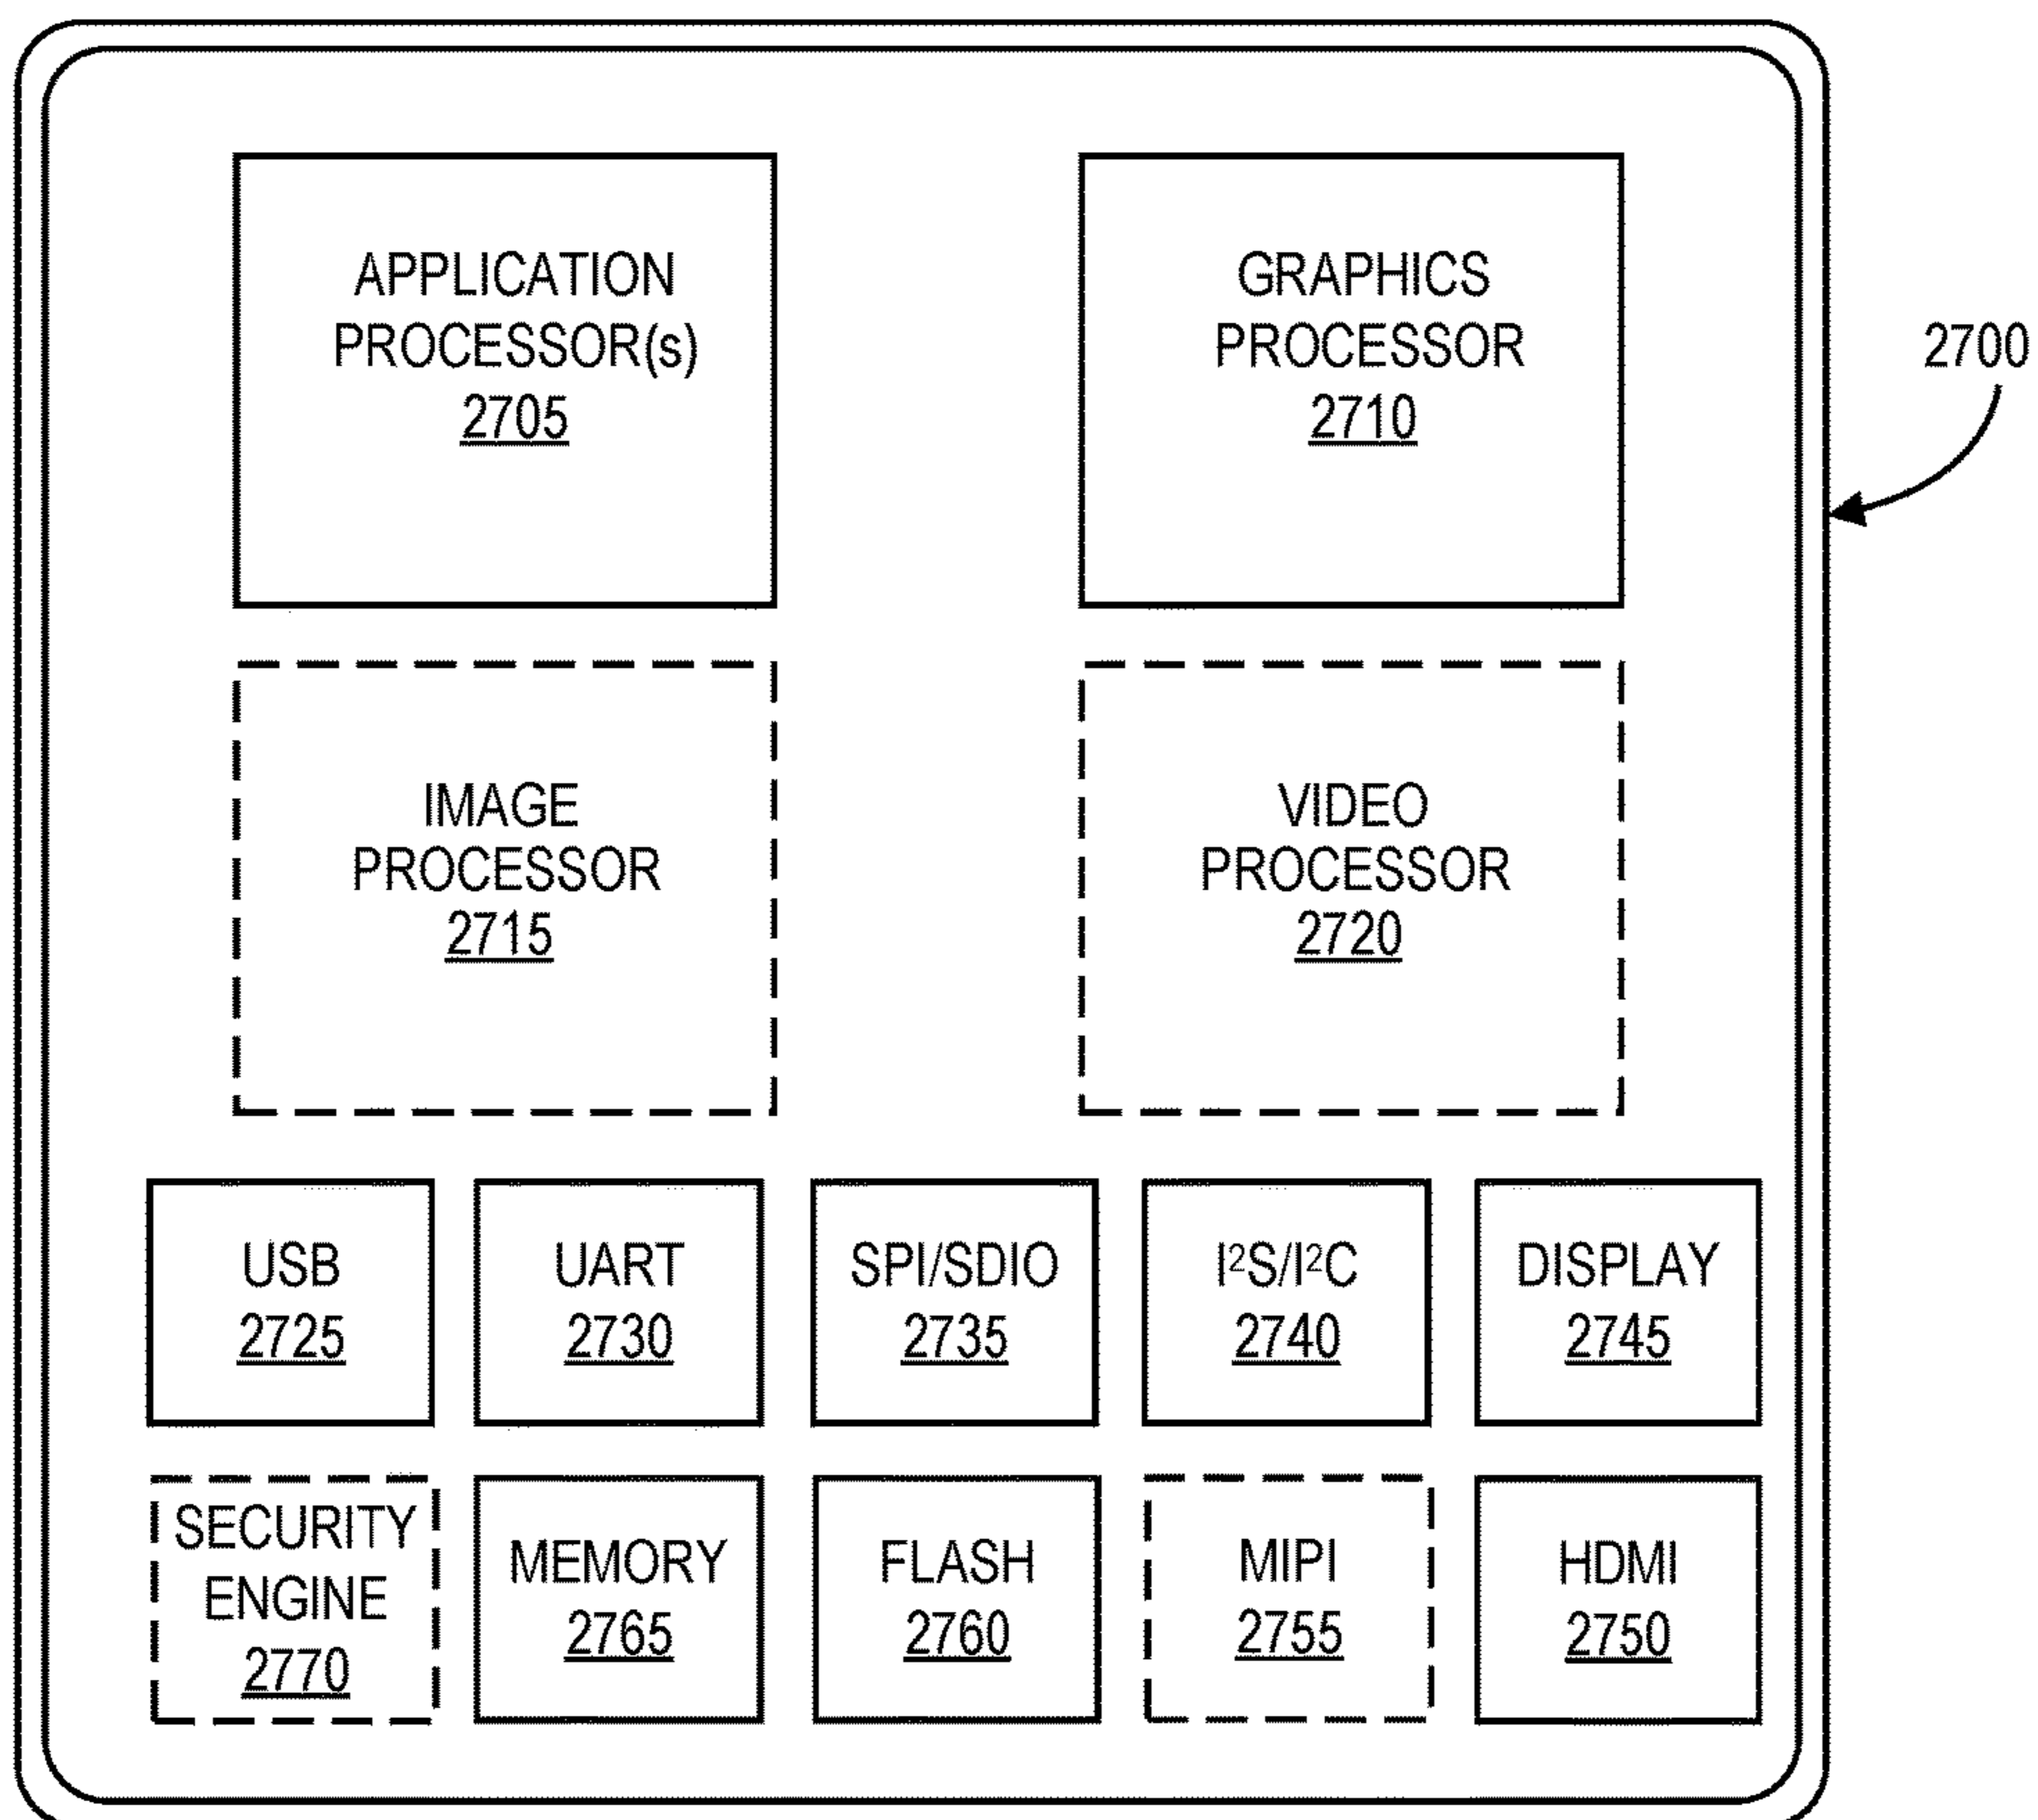 APPLICATION
PROCESSOR(s)
2705
GRAPHICS
PROCESSOR
2710
2700
IMAGE
PROCESSOR
2715
VIDEO
PROCESSOR
2720
USB
2725
UART
2730
SPI/SDIO
2735
I²S/I²C
2740
DISPLAY
2745
SECURITY
ENGINE
2770
MEMORY
2765
FLASH
2760
MIPI
2755
HDMI
2750